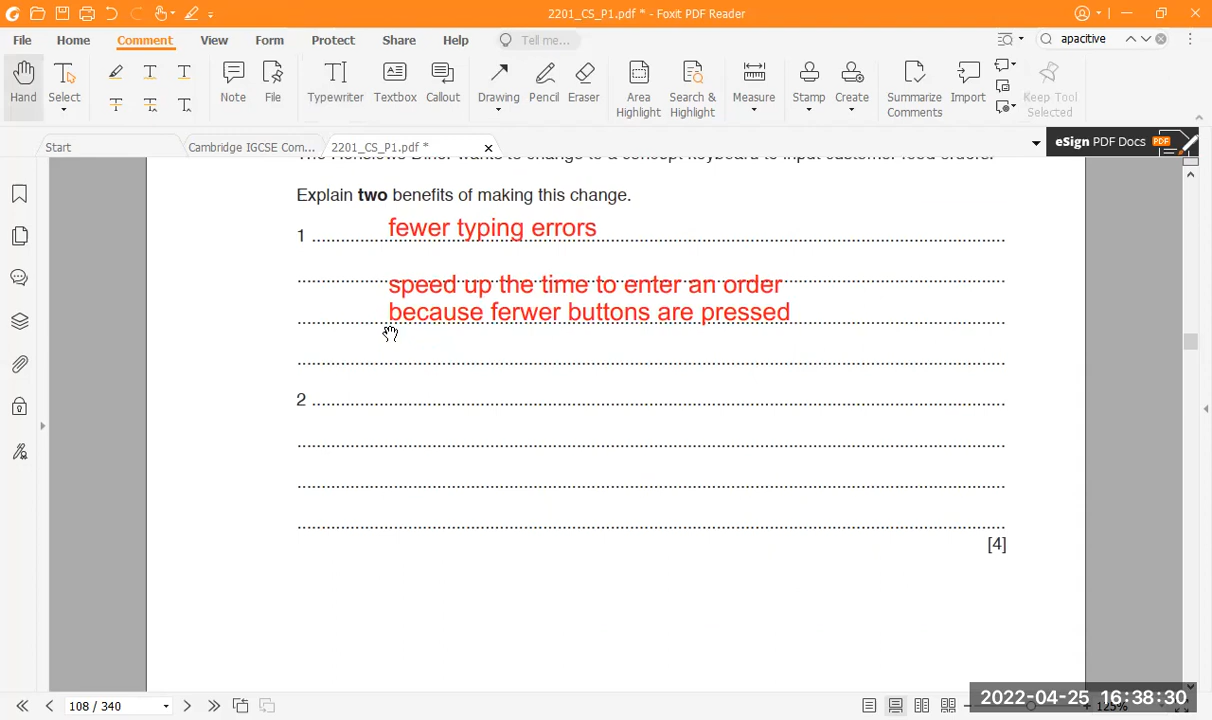 2201_CS_P1.pdf * - Foxit PDF Reader
File Home Comment View Form Protect Share Help Tell me... apacitive
Hand Select Note File Typewriter Textbox Callout Drawing Pencil Eraser Area Highlight Search & Highlight Measure Stamp Create Summarize Comments Import Keep Tool Selected
Start Cambridge IGCSE Com... 2201_CS_P1.pdf * eSign PDF Docs PDF
Explain two benefits of making this change.
1 fewer typing errors
speed up the time to enter an order
because ferwer buttons are pressed
2
[4]
108 / 340 125%
2022-04-25 16:38:30